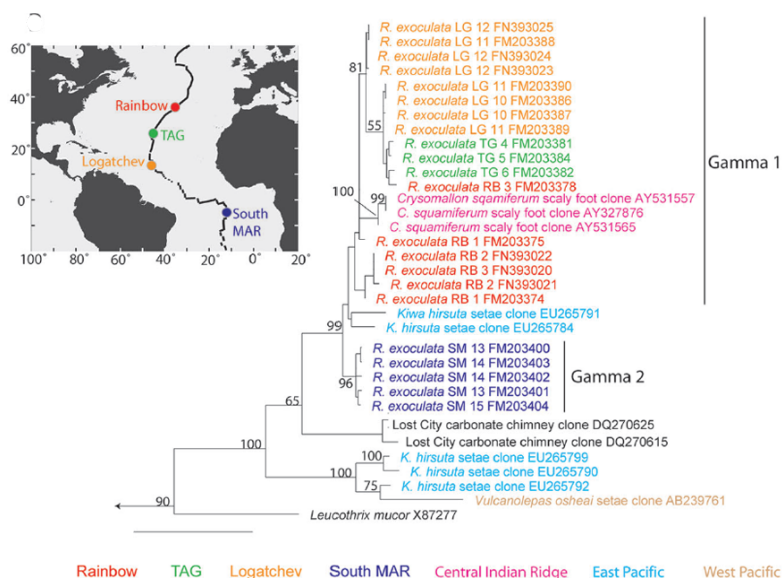 60°
40°
20°
0
20°
100°
60°
20°
0°
20°
Rainbow
TAG
Logatchev
South
MAR
R. exoculata LG 12 FN393025
R. exoculata LG 11 FM203388
R. exoculata LG 12 FN393024
R. exoculata LG 12 FN393023
81
R. exoculata LG 11 FM203390
R. exoculata LG 10 FM203386
R. exoculata LG 10 FM203387
R. exoculata LG 11 FM203389
55
R. exoculata TG 4 FM203381
R. exoculata TG 5 FM203384
R. exoculata TG 6 FM203382
R. exoculata RB 3 FM203378
Gamma 1
100
99
Crysomallon sqamiferum scaly foot clone AY531557
C. squamiferum scaly foot clone AY327876
C. squamiferum scaly foot clone AY531565
R. exoculata RB 1 FM203375
R. exoculata RB 2 FN393022
R. exoculata RB 3 FN393020
R. exoculata RB 2 FN393021
R. exoculata RB 1 FM203374
Kiwa hirsuta setae clone EU265791
K. hirsuta setae clone EU265784
99
R. exoculata SM 13 FM203400
R. exoculata SM 14 FM203403
R. exoculata SM 14 FM203402
R. exoculata SM 13 FM203401
R. exoculata SM 15 FM203404
96
Gamma 2
65
Lost City carbonate chimney clone DQ270625
Lost City carbonate chimney clone DQ270615
100
K. hirsuta setae clone EU265799
K. hirsuta setae clone EU265790
K. hirsuta setae clone EU265792
100
100
75
Vulcanolepas osheai setae clone AB239761
90
Leucothrix mucor X87277
Rainbow TAG Logatchev South MAR Central Indian Ridge East Pacific West Pacific